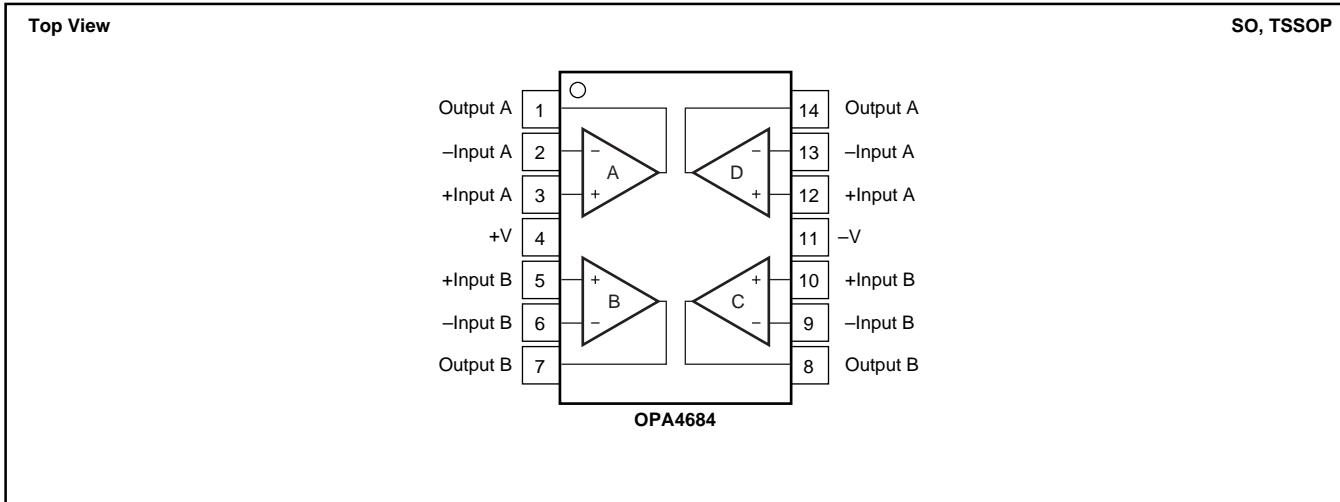 Top View
SO, TSSOP
Output A 1
–Input A 2
+Input A 3
+V 4
+Input B 5
–Input B 6
Output B 7
– A +
+ B –
– D +
+ C –
14 Output A
13 –Input A
12 +Input A
11 –V
10 +Input B
9 –Input B
8 Output B
OPA4684